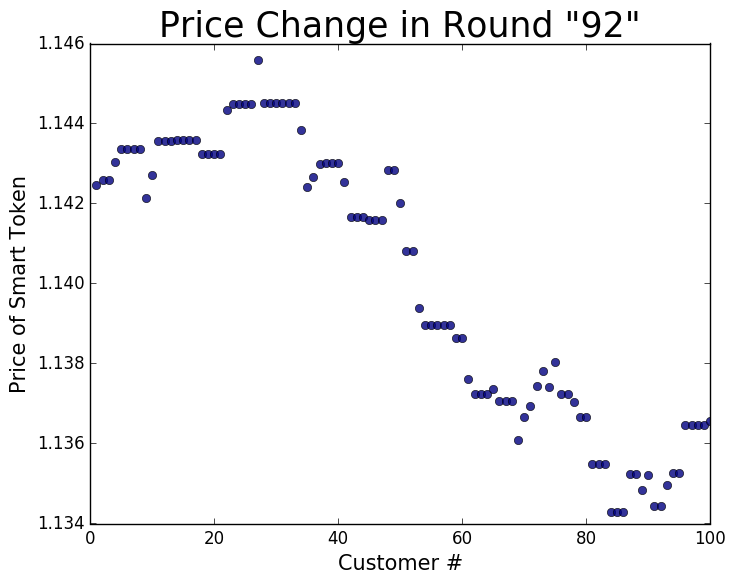 Price Change in Round "92"
1.146
1.144
1.142
1.140
1.138
1.136
1.134
Price of Smart Token
0 20 40 60 80 100
Customer #